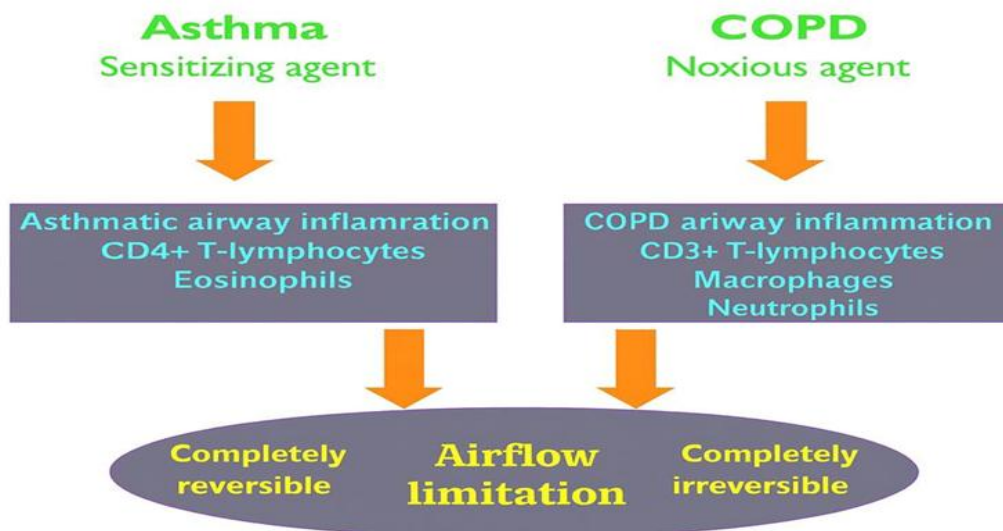 Asthma
Sensitizing agent
COPD
Noxious agent
Asthmatic airway inflamration
CD4+ T-lymphocytes
Eosinophils
COPD ariway inflammation
CD3+ T-lymphocytes
Macrophages
Neutrophils
Completely
reversible
Airflow
limitation
Completely
irreversible